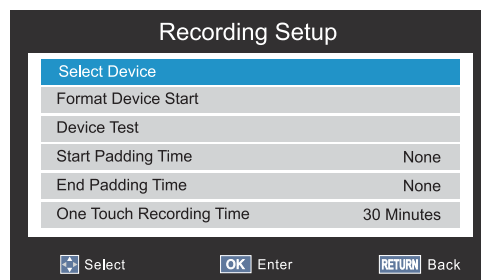 Recording Setup
Select Device
Format Device Start
Device Test
Start Padding Time None
End Padding Time None
One Touch Recording Time 30 Minutes
Select OK Enter RETURN Back